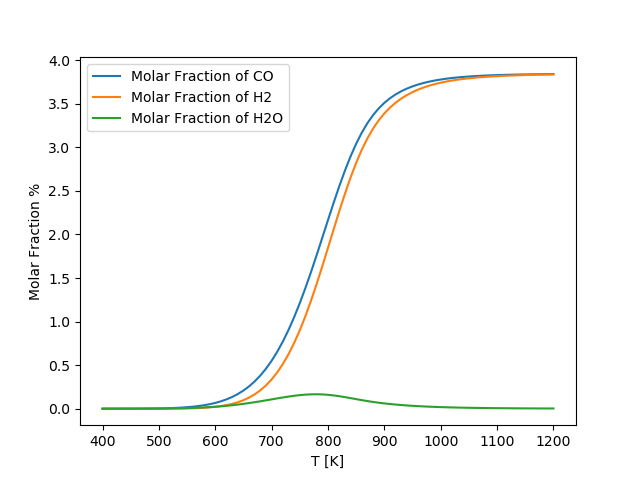 Molar Fraction of CO
Molar Fraction of H2
Molar Fraction of H2O
Molar Fraction %
4.0
3.5
3.0
2.5
2.0
1.5
1.0
0.5
0.0
400 500 600 700 800 900 1000 1100 1200
T [K]